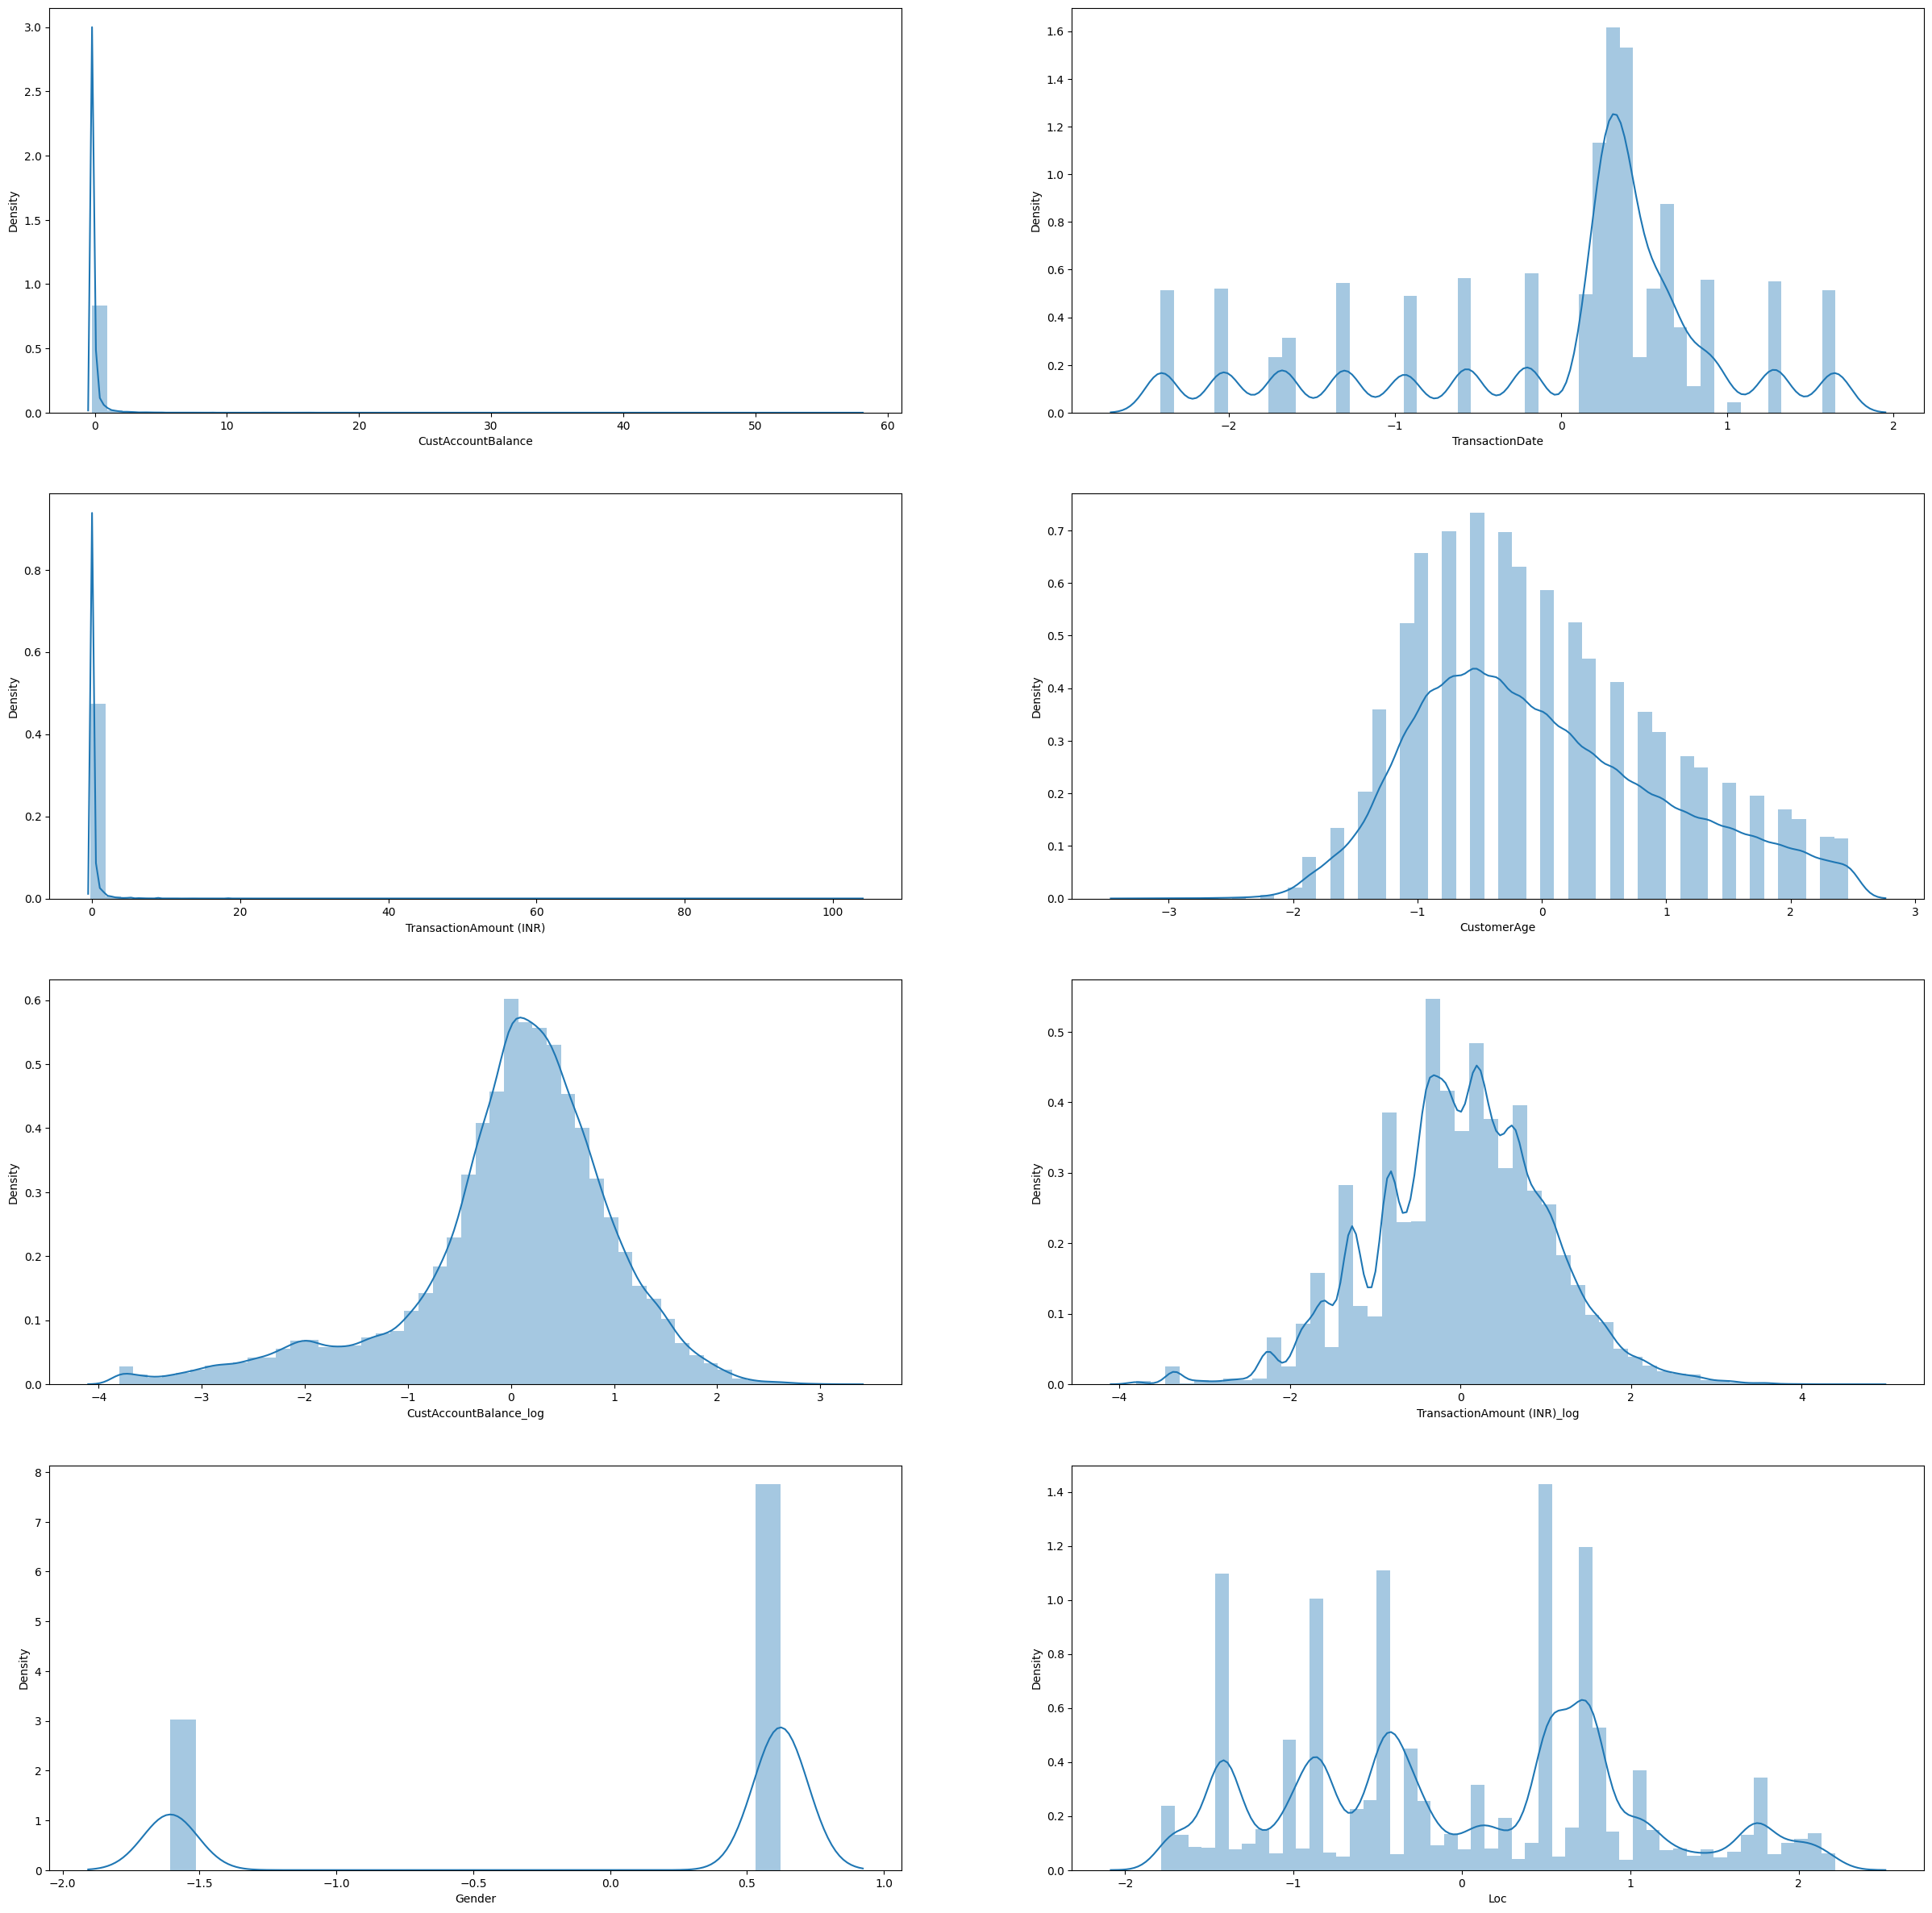 3.0
2.5
2.0
1.5
1.0
0.5
0.0
Density
0 10 20 30 40 50 60
CustAccountBalance
1.6
1.4
1.2
1.0
0.8
0.6
0.4
0.2
0.0
Density
−2 −1 0 1 2
TransactionDate
0.8
0.6
0.4
0.2
0.0
Density
0 20 40 60 80 100
TransactionAmount (INR)
0.7
0.6
0.5
0.4
0.3
0.2
0.1
0.0
Density
−3 −2 −1 0 1 2 3
CustomerAge
0.6
0.5
0.4
0.3
0.2
0.1
0.0
Density
−4 −3 −2 −1 0 1 2 3
CustAccountBalance_log
0.5
0.4
0.3
0.2
0.1
0.0
Density
−4 −2 0 2 4
TransactionAmount (INR)_log
8
7
6
5
4
3
2
1
0
Density
−2.0 −1.5 −1.0 −0.5 0.0 0.5 1.0
Gender
1.4
1.2
1.0
0.8
0.6
0.4
0.2
0.0
Density
−2 −1 0 1 2
Loc